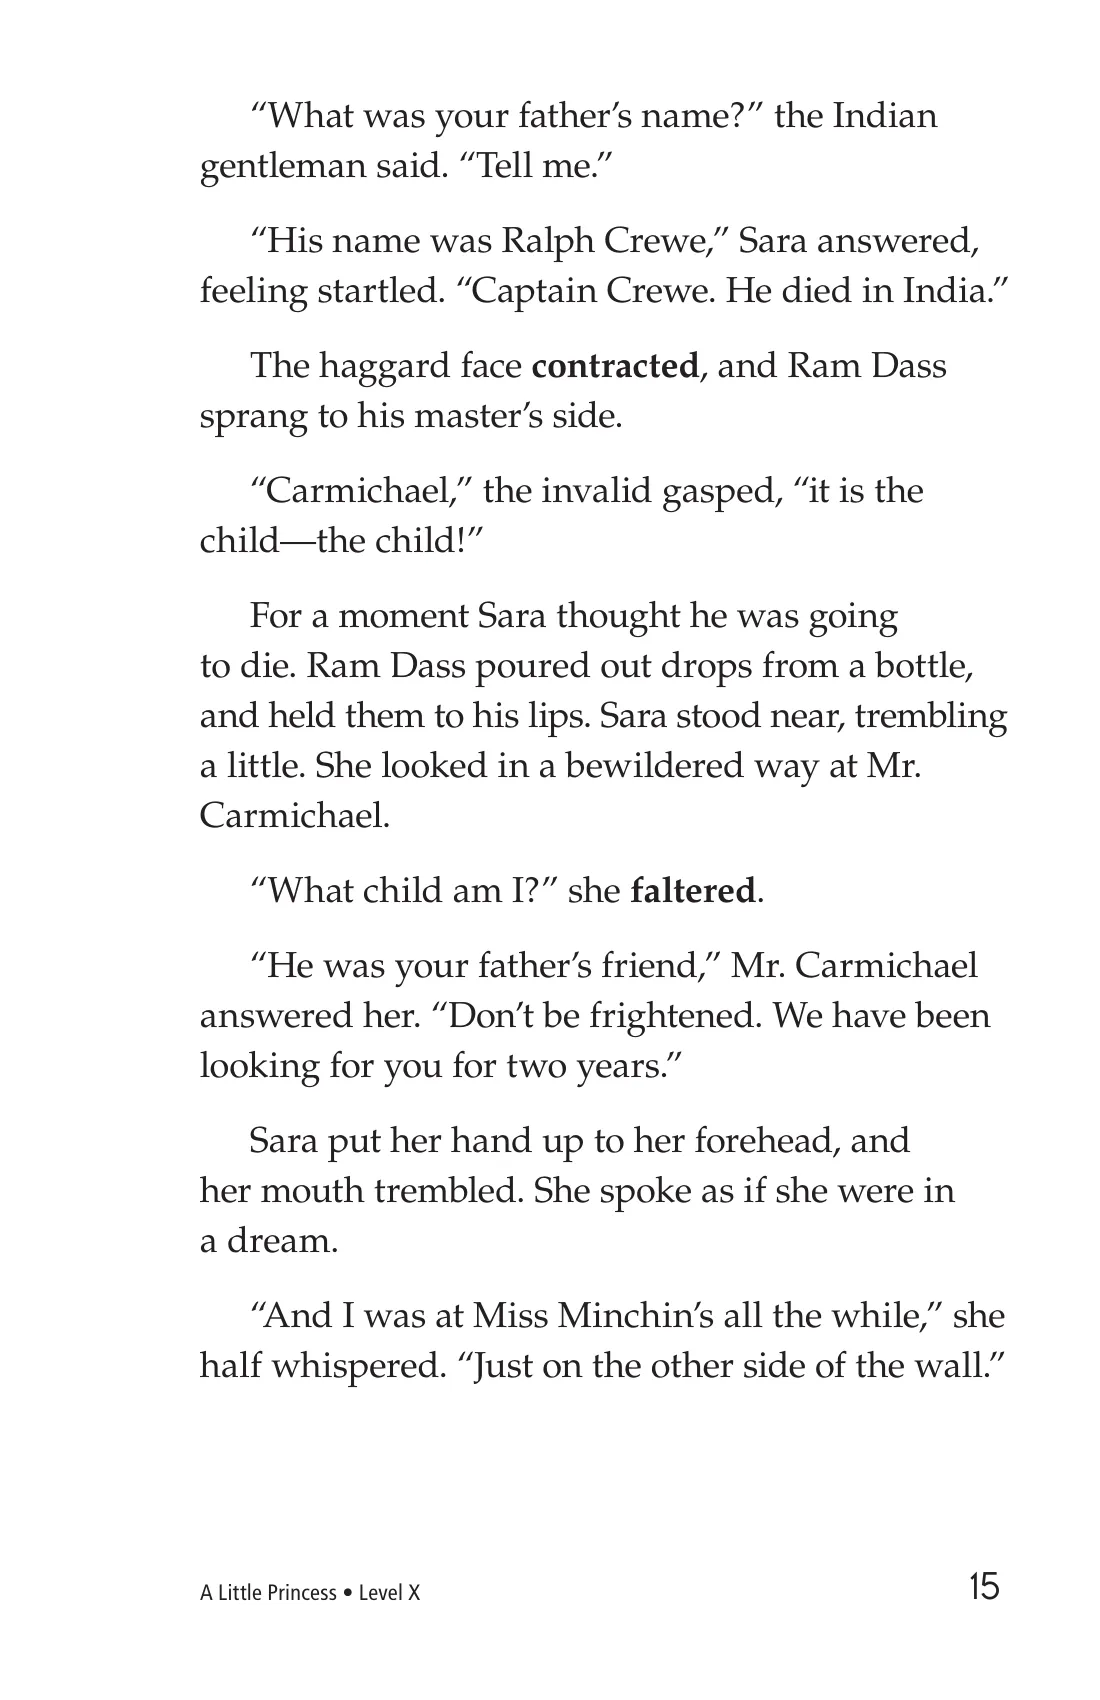 “What was your father’s name?” the Indian
gentleman said. “Tell me.”
“His name was Ralph Crewe,” Sara answered,
feeling startled. “Captain Crewe. He died in India.”
The haggard face contracted, and Ram Dass
sprang to his master’s side.
“Carmichael,” the invalid gasped, “it is the
child—the child!”
For a moment Sara thought he was going
to die. Ram Dass poured out drops from a bottle,
and held them to his lips. Sara stood near, trembling
a little. She looked in a bewildered way at Mr.
Carmichael.
“What child am I?” she faltered.
“He was your father’s friend,” Mr. Carmichael
answered her. “Don’t be frightened. We have been
looking for you for two years.”
Sara put her hand up to her forehead, and
her mouth trembled. She spoke as if she were in
a dream.
“And I was at Miss Minchin’s all the while,” she
half whispered. “Just on the other side of the wall.”
A Little Princess • Level X
15